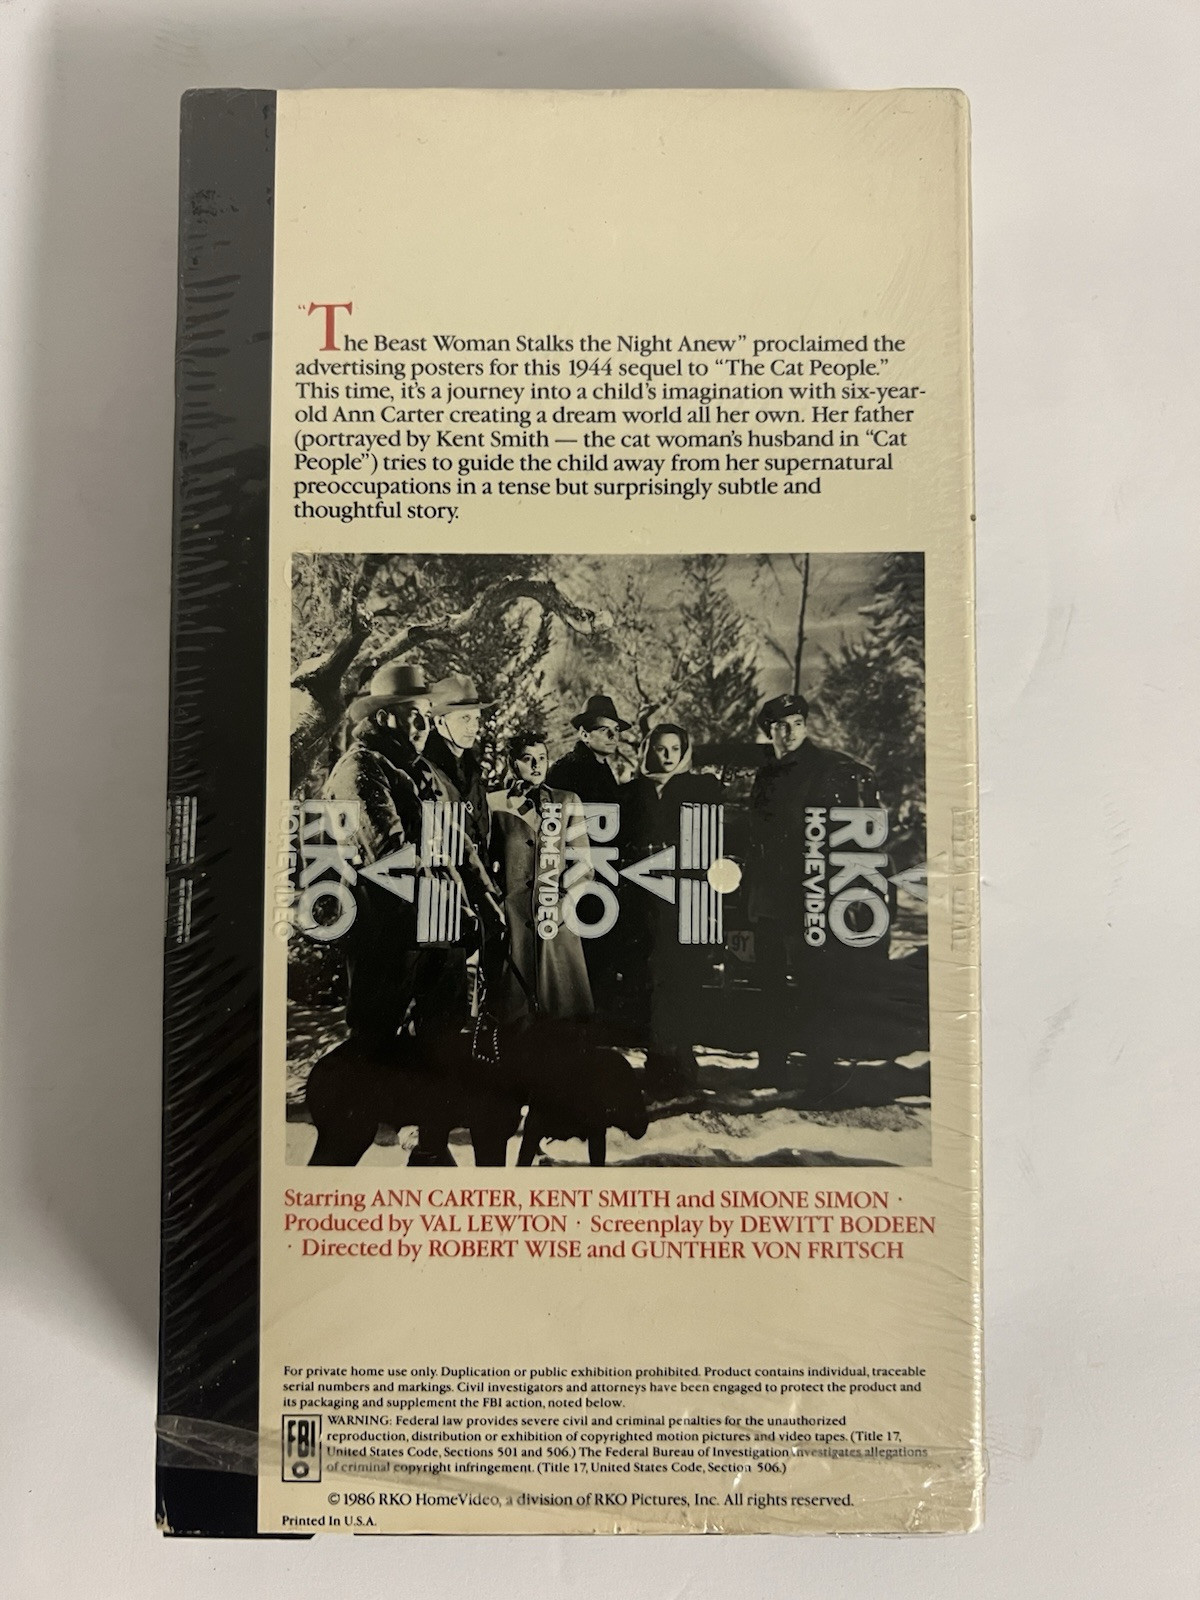 "The Beast Woman Stalks the Night Anew" proclaimed the
advertising posters for this 1944 sequel to "The Cat People."
This time, it's a journey into a child's imagination with six-year-
old Ann Carter creating a dream world all her own. Her father
(portrayed by Kent Smith — the cat woman's husband in "Cat
People") tries to guide the child away from her supernatural
preoccupations in a tense but surprisingly subtle and
thoughtful story.
RKO
HOME VIDEO
RKO
HOME VIDEO
RKO
HOME VIDEO
Starring ANN CARTER, KENT SMITH and SIMONE SIMON ·
Produced by VAL LEWTON · Screenplay by DEWITT BODEEN
· Directed by ROBERT WISE and GUNTHER VON FRITSCH
For private home use only. Duplication or public exhibition prohibited. Product contains individual, traceable
serial numbers and markings. Civil investigators and attorneys have been engaged to protect the product and
its packaging and supplement the FBI action, noted below.
FBI
WARNING: Federal law provides severe civil and criminal penalties for the unauthorized
reproduction, distribution or exhibition of copyrighted motion pictures and video tapes. (Title 17,
United States Code, Sections 501 and 506.) The Federal Bureau of Investigation investigates allegations
of criminal copyright infringement. (Title 17, United States Code, Section 506.)
© 1986 RKO HomeVideo, a division of RKO Pictures, Inc. All rights reserved.
Printed In U.S.A.